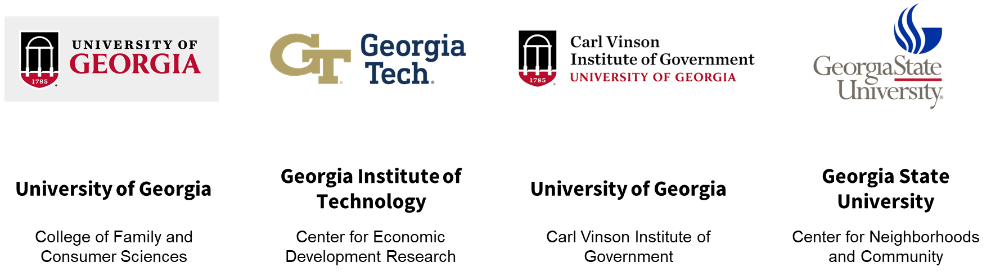 UNIVERSITY OF
GEORGIA
1785
GT
Georgia
Tech
Carl Vinson
Institute of Government
UNIVERSITY OF GEORGIA
1785
GeorgiaState
University
University of Georgia
College of Family and
Consumer Sciences
Georgia Institute of
Technology
Center for Economic
Development Research
University of Georgia
Carl Vinson Institute of
Government
Georgia State
University
Center for Neighborhoods
and Community